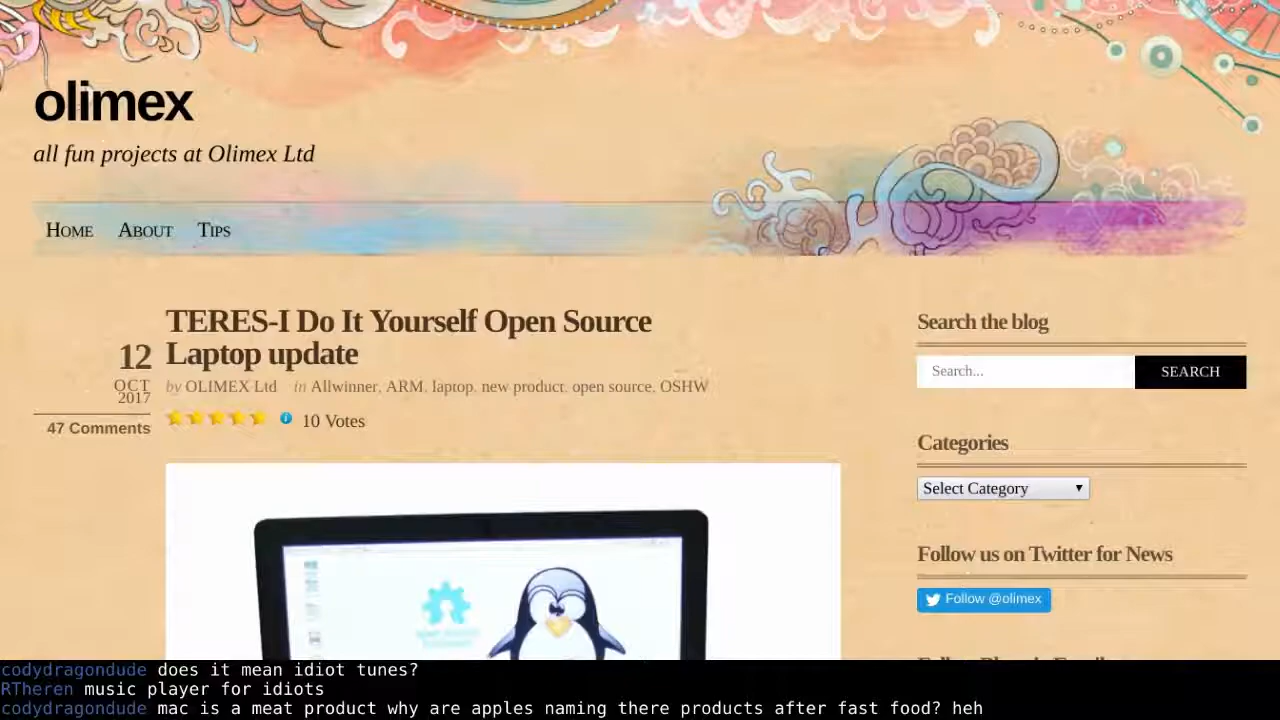 olimex
all fun projects at Olimex Ltd
Home About Tips
TERES-I Do It Yourself Open Source
Laptop update
12
OCT
2017
by OLIMEX Ltd in Allwinner, ARM, laptop, new product, open source, OSHW
10 Votes
47 Comments
Search the blog
Search...
SEARCH
Categories
Select Category
Follow us on Twitter for News
Follow @olimex
codydragondude does it mean idiot tunes?
RTheren music player for idiots
codydragondude mac is a meat product why are apples naming there products after fast food? heh